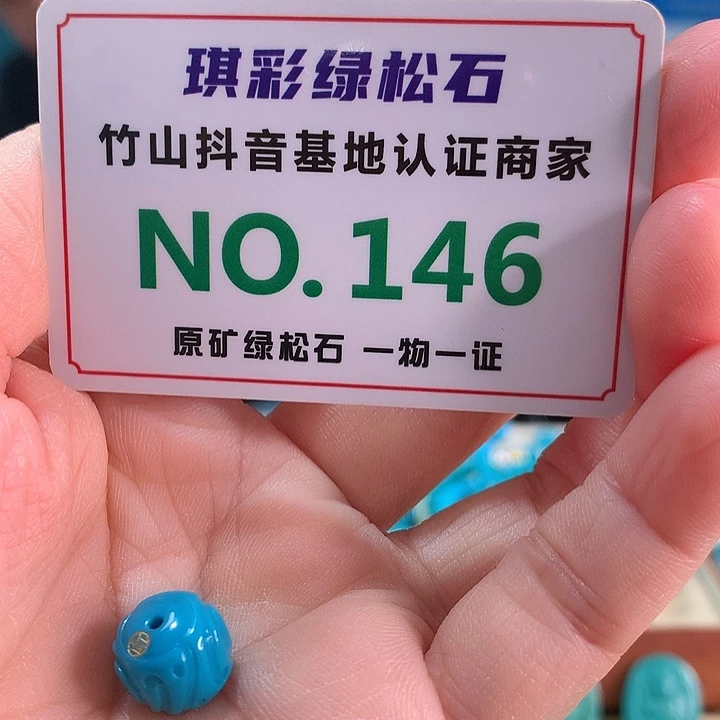 琪彩绿松石
竹山抖音基地认证商家
NO.146
原矿绿松石 一物一证